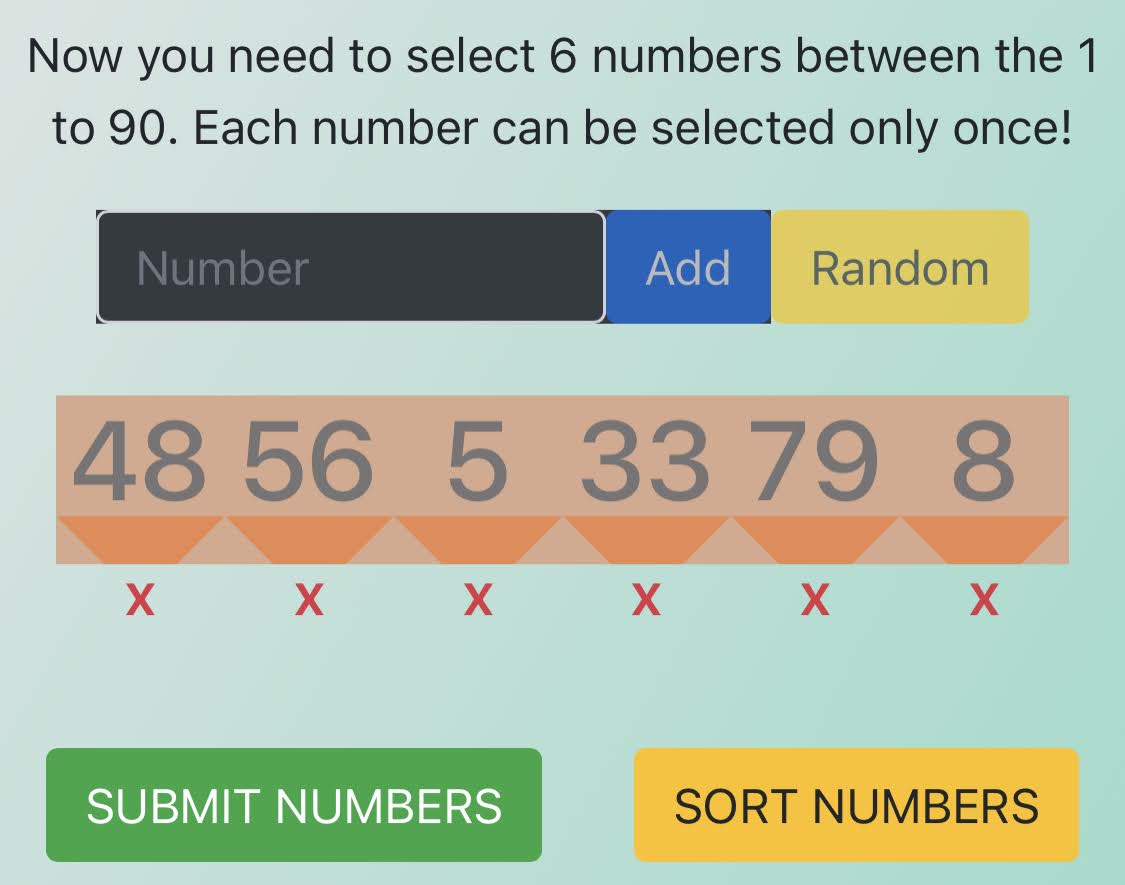 Now you need to select 6 numbers between the 1
to 90. Each number can be selected only once!
Number Add Random
48 56 5 33 79 8
X X X X X X
SUBMIT NUMBERS SORT NUMBERS